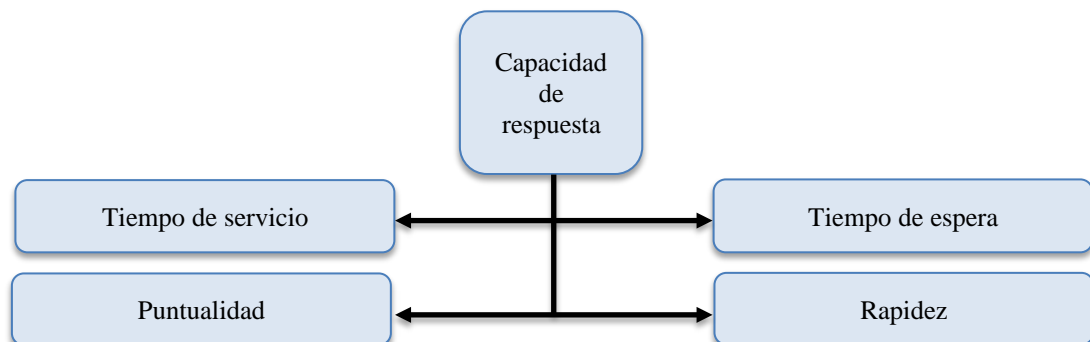 Capacidad
de
respuesta
Tiempo de servicio
Tiempo de espera
Puntualidad
Rapidez